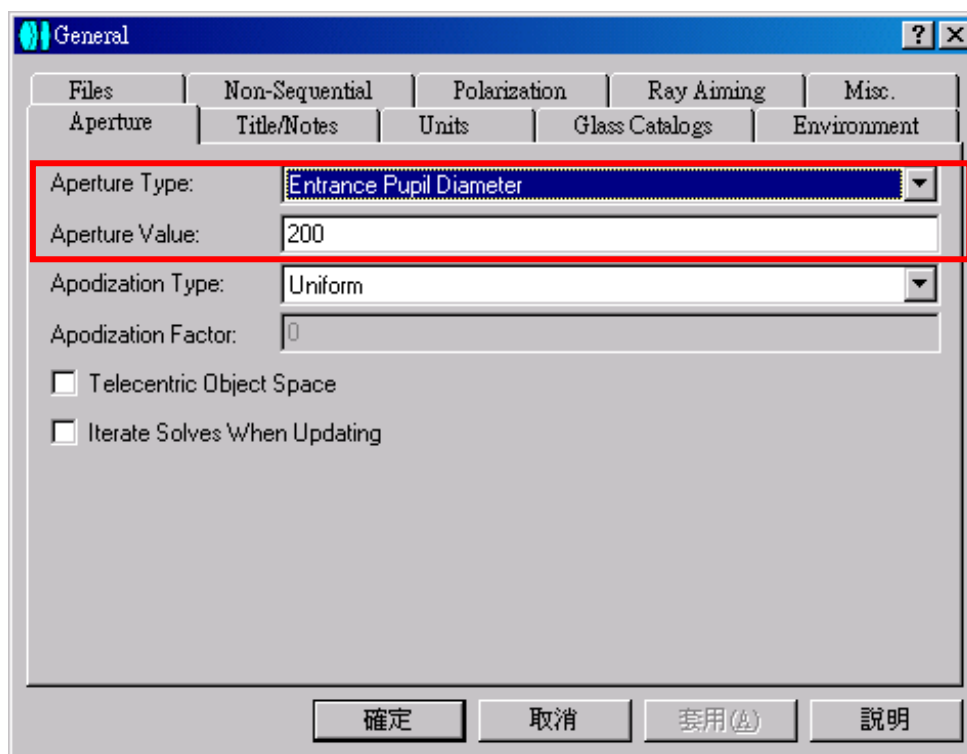 General
Files Non-Sequential Polarization Ray Aiming Misc.
Aperture Title/Notes Units Glass Catalogs Environment
Aperture Type: Entrance Pupil Diameter
Aperture Value: 200
Apodization Type: Uniform
Apodization Factor: 0
Telecentric Object Space
Iterate Solves When Updating
確定 取消 套用(A) 說明